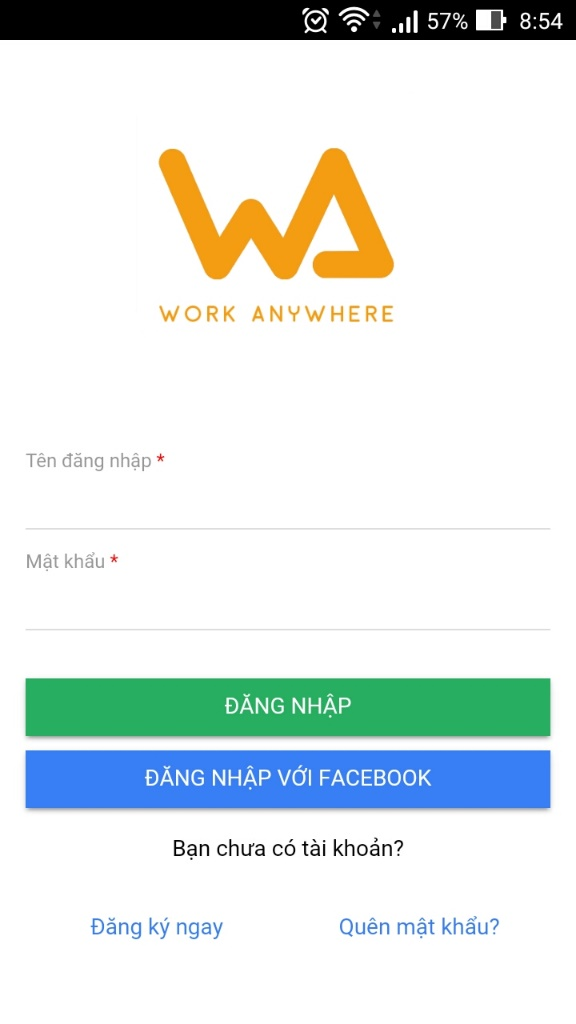 57% 8:54
WA
WORK ANYWHERE
Tên đăng nhập *
Mật khẩu *
ĐĂNG NHẬP
ĐĂNG NHẬP VỚI FACEBOOK
Bạn chưa có tài khoản?
Đăng ký ngay Quên mật khẩu?